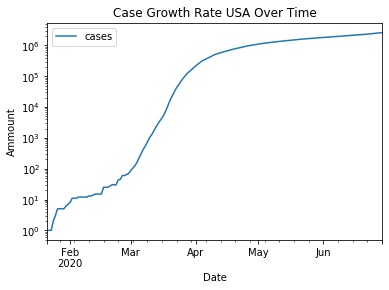 Case Growth Rate USA Over Time
cases
Ammount
10^6
10^5
10^4
10^3
10^2
10^1
10^0
Feb Mar Apr May Jun
2020
Date